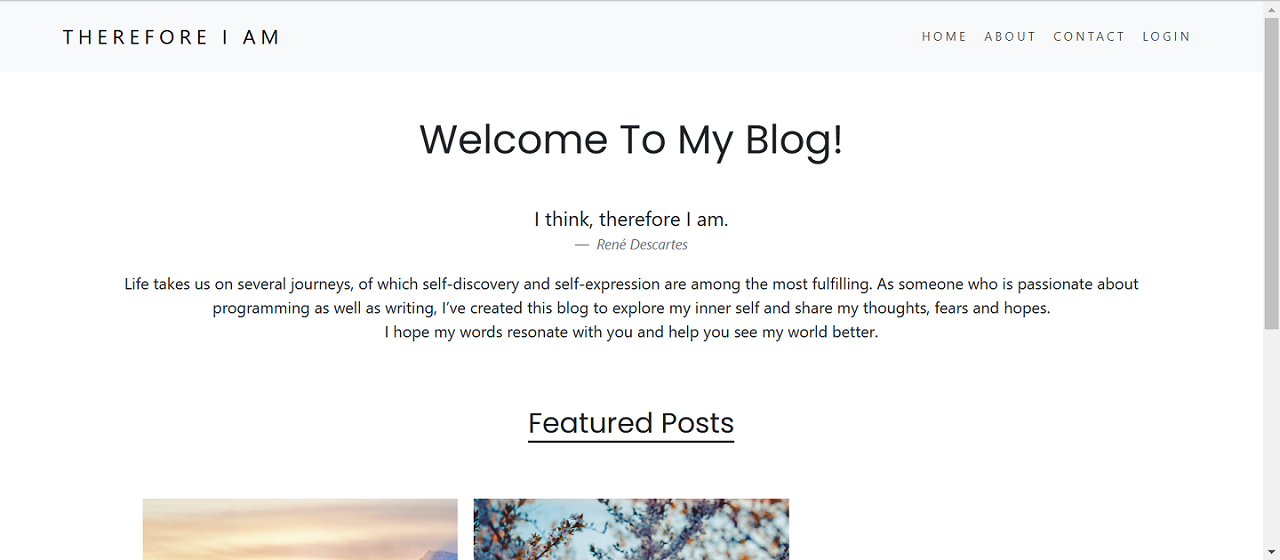 THEREFORE I AM
HOME ABOUT CONTACT LOGIN
Welcome To My Blog!
I think, therefore I am.
— René Descartes
Life takes us on several journeys, of which self-discovery and self-expression are among the most fulfilling. As someone who is passionate about
programming as well as writing, I’ve created this blog to explore my inner self and share my thoughts, fears and hopes.
I hope my words resonate with you and help you see my world better.
Featured Posts